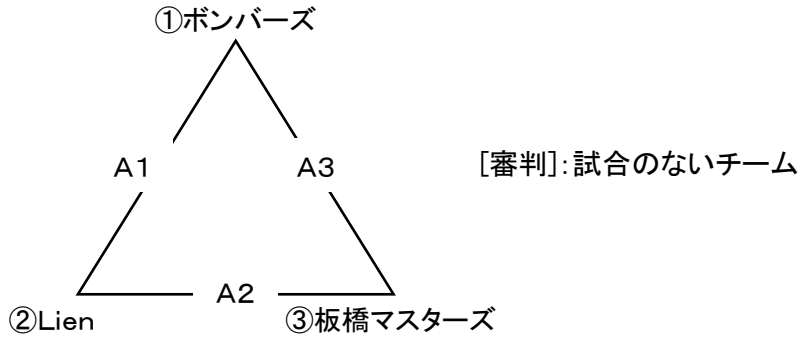 ①ボンバーズ
A1
A3
[審判]:試合のないチーム
A2
②Lien
③板橋マスターズ